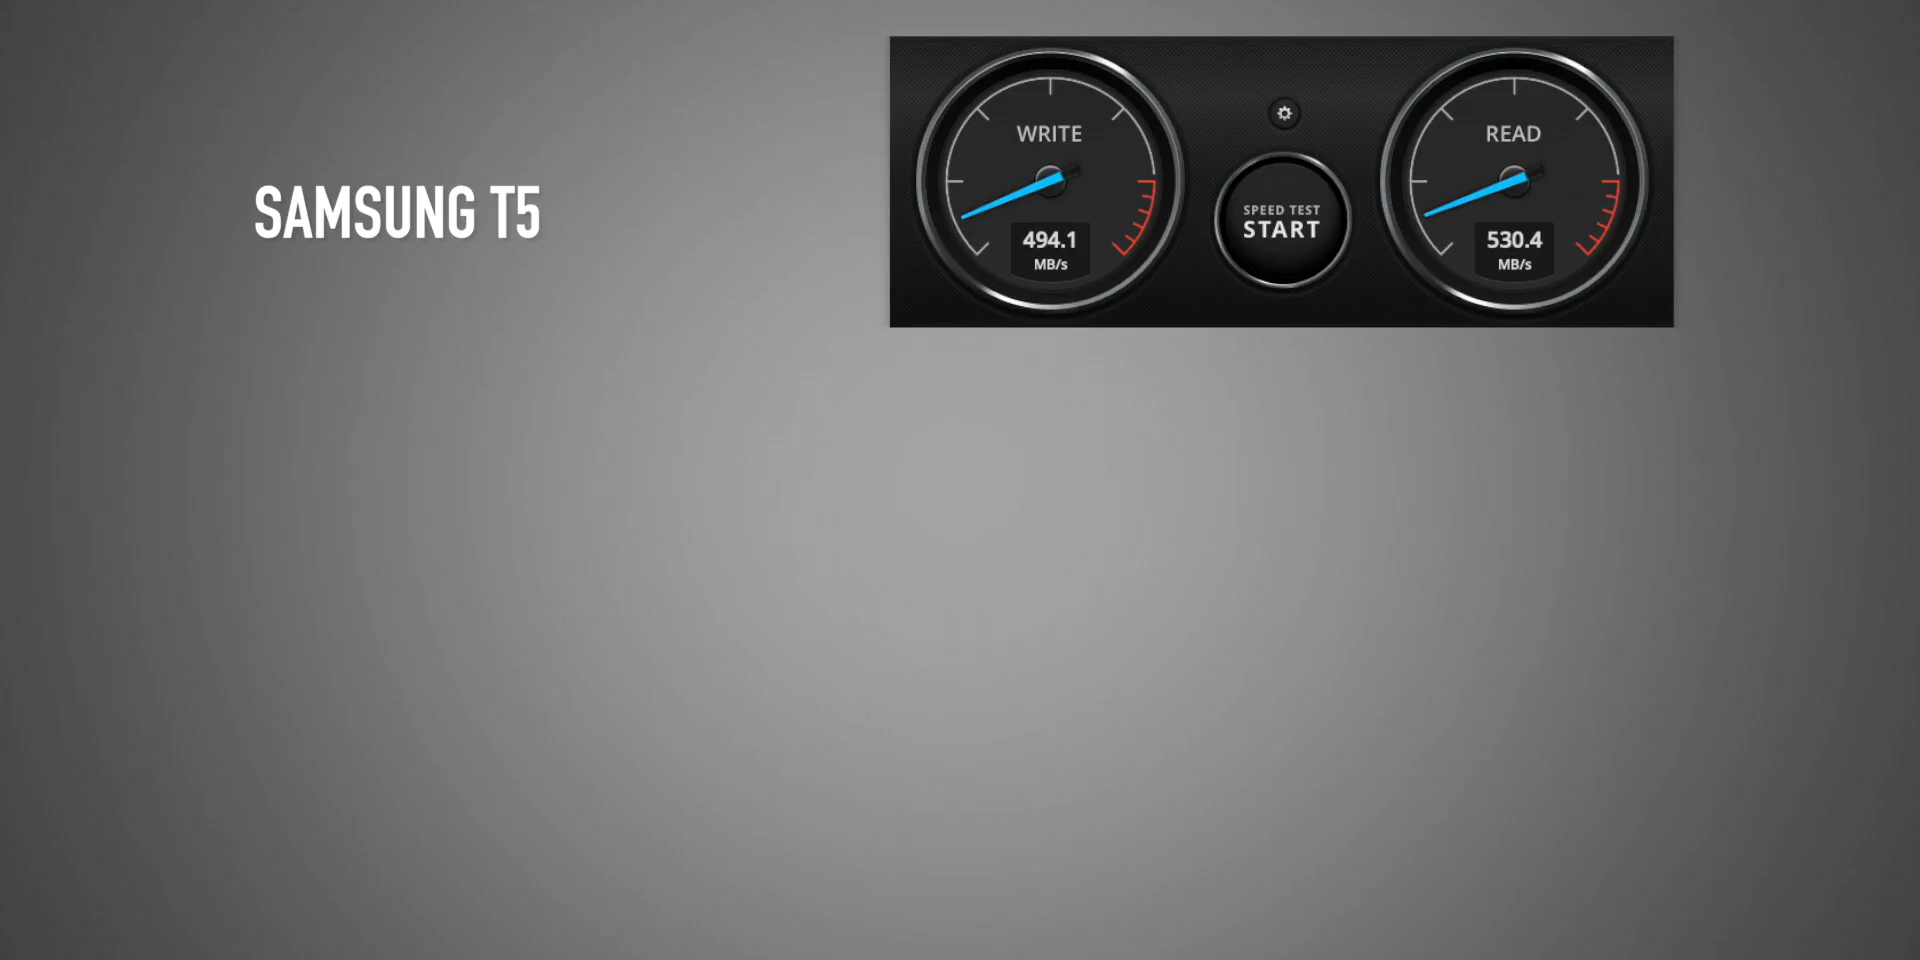 SAMSUNG T5
WRITE
494.1
MB/s
SPEED TEST
START
READ
530.4
MB/s